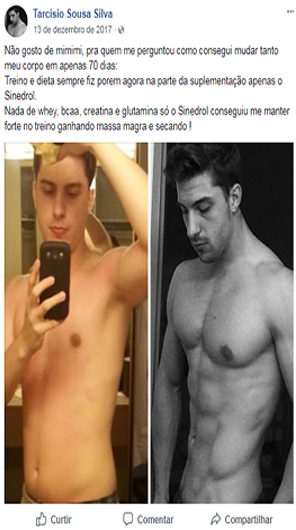 Tarcisio Sousa Silva
13 de dezembro de 2017 ·
Não gosto de mimimi, pra quem me perguntou como consegui mudar tanto
meu corpo em apenas 70 dias:
Treino e dieta sempre fiz porem agora na parte da suplementação apenas o
Sinedrol.
Nada de whey, bcaa, creatina e glutamina só o Sinedrol conseguiu me manter
forte no treino ganhando massa magra e secando !
Curtir Comentar Compartilhar